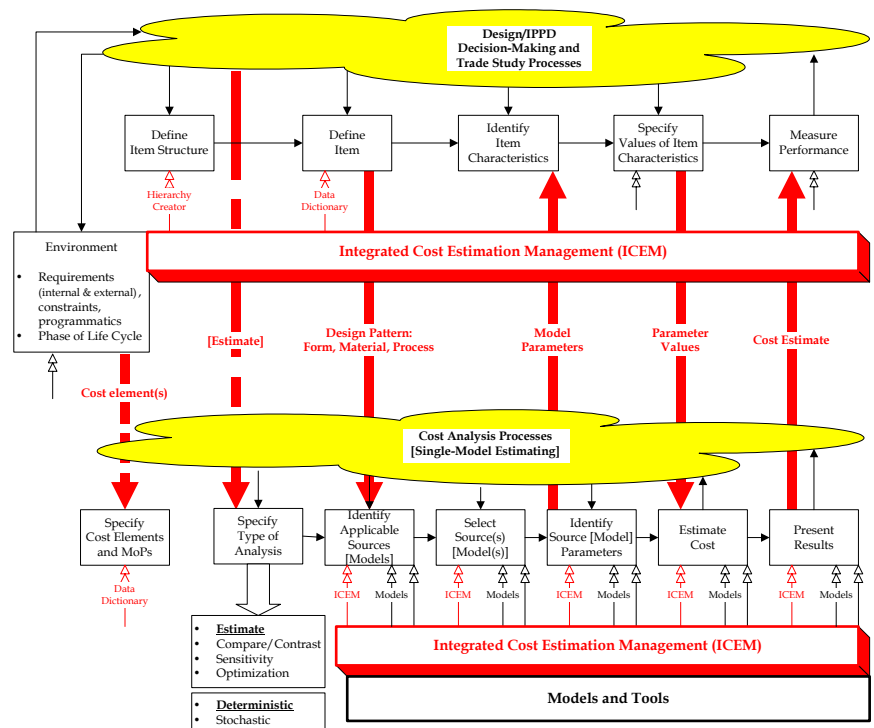 Design/IPPD
Decision-Making and
Trade Study Processes
Define
Item Structure
Define
Item
Identify
Item
Characteristics
Specify
Values of Item
Characteristics
Measure
Performance
Hierarchy
Creator
Data
Dictionary
Environment
• Requirements
(internal & external) ,
constraints,
programmatics
• Phase of Life Cycle
Integrated Cost Estimation Management (ICEM)
[Estimate]
Design Pattern:
Form, Material, Process
Model
Parameters
Parameter
Values
Cost Estimate
Cost element(s)
Cost Analysis Processes
[Single-Model Estimating]
Specify
Cost Elements
and MoPs
Specify
Type of
Analysis
Identify
Applicable
Sources
[Models]
Select
Source(s)
[Model(s)]
Identify
Source [Model]
Parameters
Estimate
Cost
Present
Results
Data
Dictionary
ICEM
Models
ICEM
Models
ICEM
Models
ICEM
Models
ICEM
Models
• Estimate
• Compare/Contrast
• Sensitivity
• Optimization
• Deterministic
• Stochastic
Integrated Cost Estimation Management (ICEM)
Models and Tools